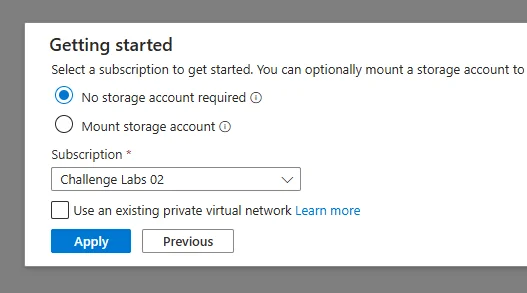 Getting started
Select a subscription to get started. You can optionally mount a storage account to
No storage account required
Mount storage account
Subscription *
Challenge Labs 02
Use an existing private virtual network Learn more
Apply
Previous